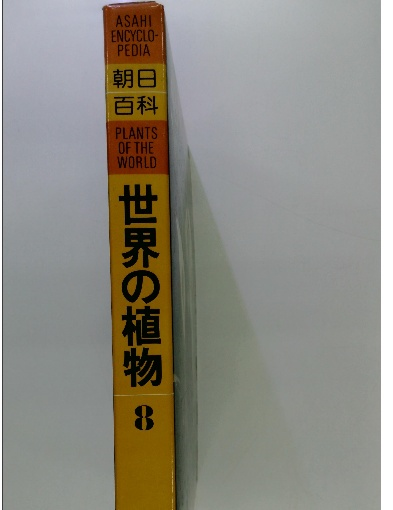 ASAHI
ENCYCLO-
PEDIA
朝日
百科
PLANTS
OF THE
WORLD
世界の植物
8